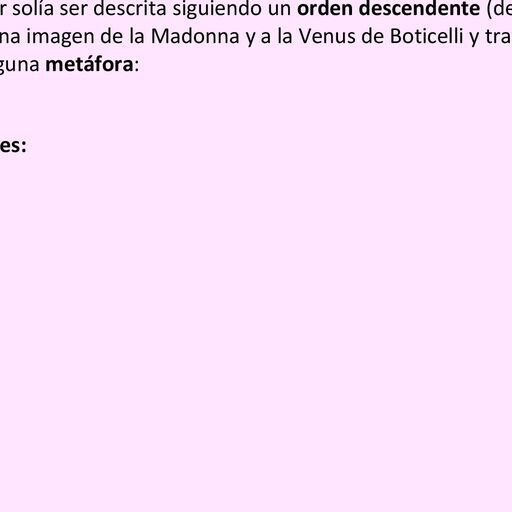 r solía ser descrita siguiendo un orden descendente (de
na imagen de la Madonna y a la Venus de Boticelli y tra
guna metáfora:
es: